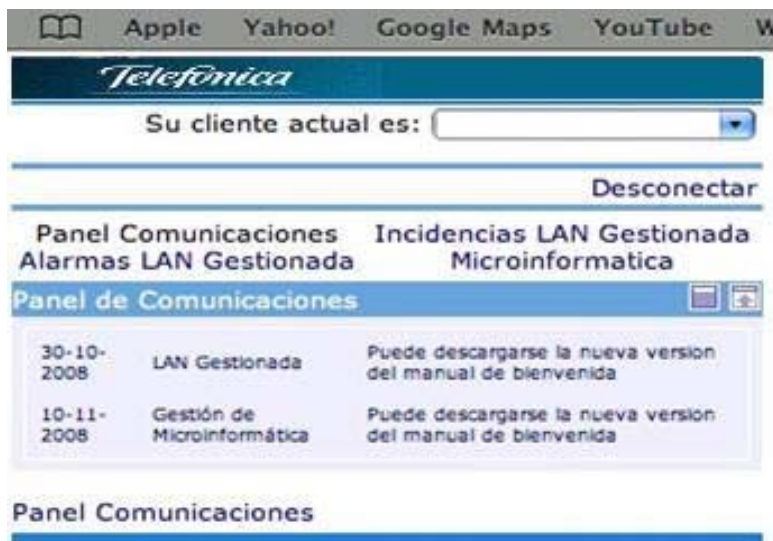 Apple Yahoo! Google Maps YouTube W
Telefónica
Su cliente actual es:
Desconectar
Panel Comunicaciones Incidencias LAN Gestionada
Alarmas LAN Gestionada Microinformatica
Panel de Comunicaciones
30-10-
2008
LAN Gestionada
Puede descargarse la nueva version
del manual de bienvenida
10-11-
2008
Gestión de
Microinformática
Puede descargarse la nueva version
del manual de bienvenida
Panel Comunicaciones